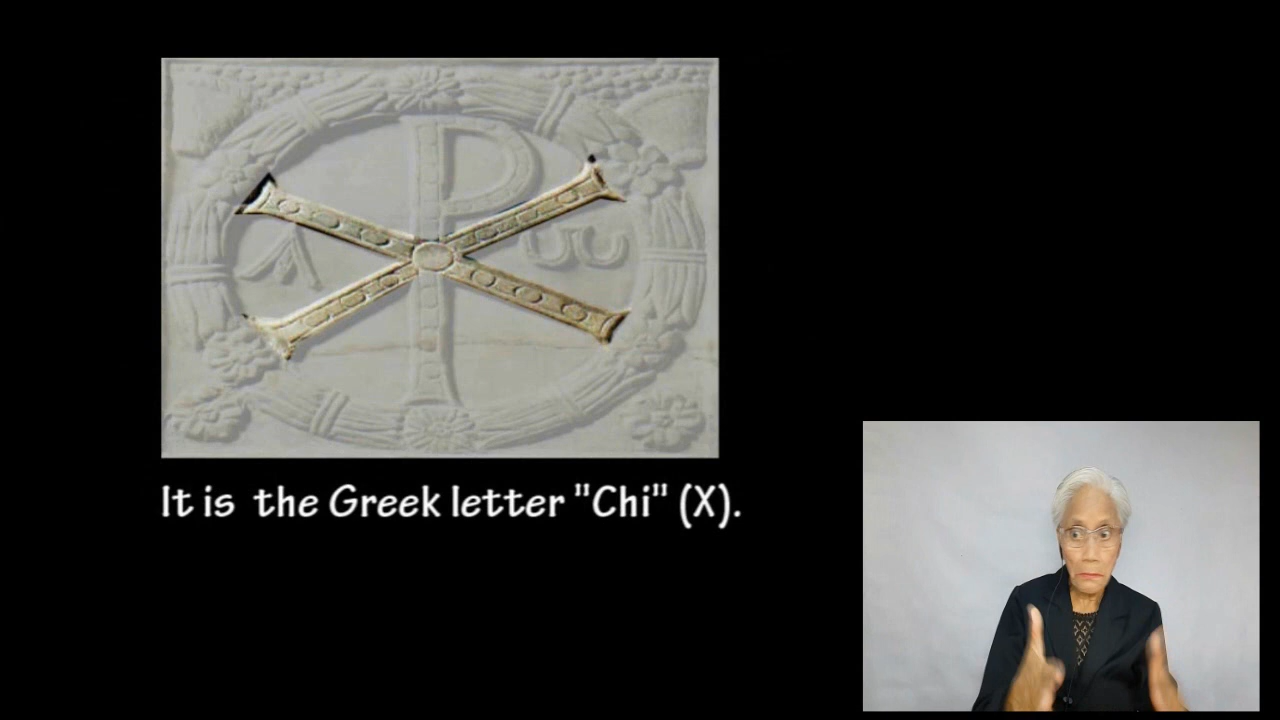 It is  the Greek letter "Chi" (X).